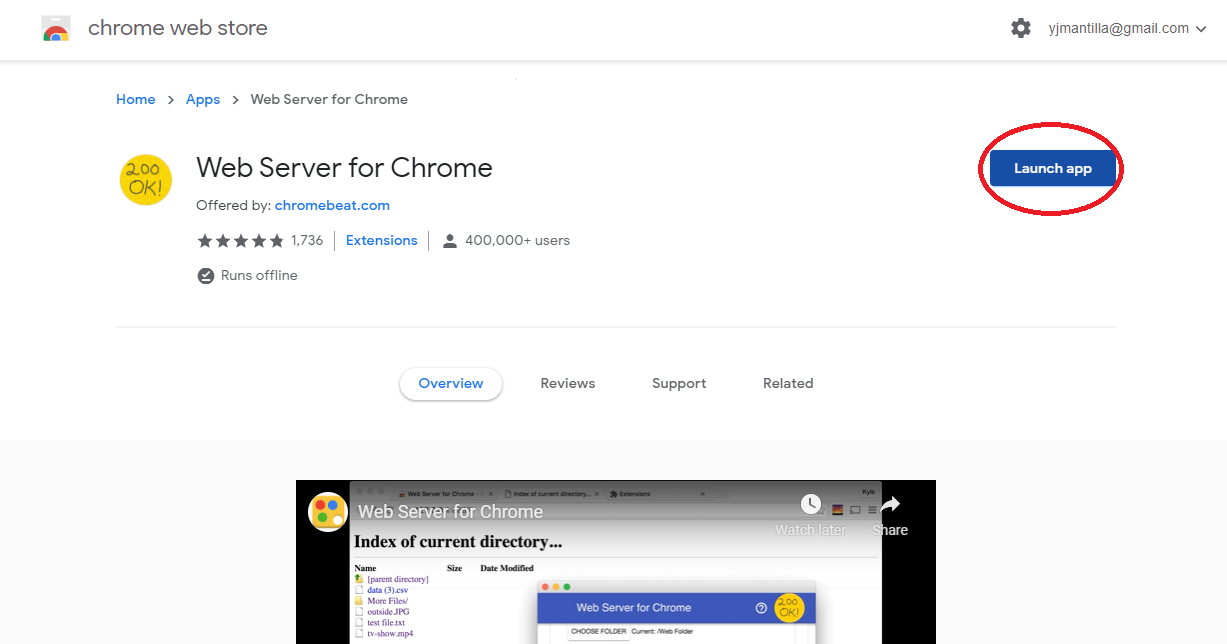 chrome web store
yjmantilla@gmail.com
Home > Apps > Web Server for Chrome
200
OK!
Web Server for Chrome
Launch app
Offered by: chromebeat.com
1,736 Extensions 400,000+ users
Runs offline
Overview Reviews Support Related
Web Server for Chrome Index of current directory... Extensions Kyle
Web Server for Chrome
Watch later Share
Index of current directory...
Name Size Date Modified
[parent directory]
data (3).csv
More Files/
outside.JPG
test file.txt
tv-show.mp4
Web Server for Chrome
200
OK!
CHOOSE FOLDER Current: /Web Folder